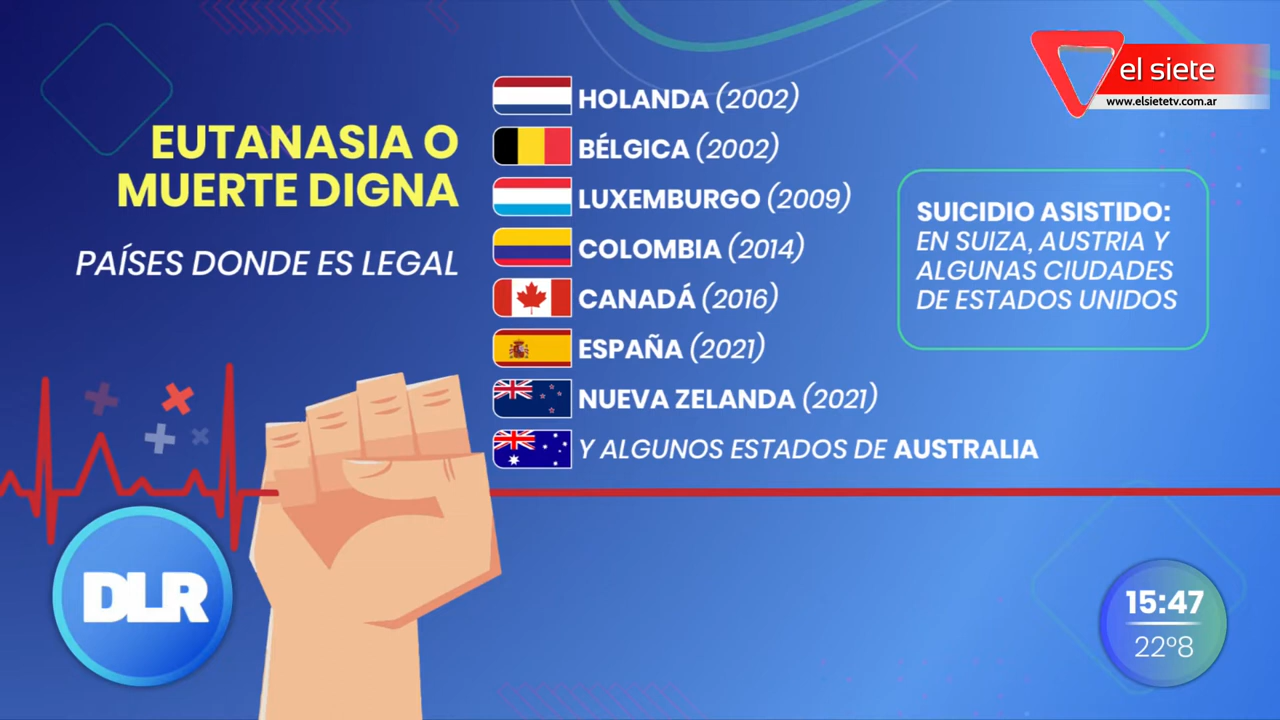 EUTANASIA O
MUERTE DIGNA
PAÍSES DONDE ES LEGAL
HOLANDA (2002)
BÉLGICA (2002)
LUXEMBURGO (2009)
COLOMBIA (2014)
CANADÁ (2016)
ESPAÑA (2021)
NUEVA ZELANDA (2021)
Y ALGUNOS ESTADOS DE AUSTRALIA
el siete
www.elsietetv.com.ar
SUICIDIO ASISTIDO:
EN SUIZA, AUSTRIA Y
ALGUNAS CIUDADES
DE ESTADOS UNIDOS
DLR
15:47
22º8